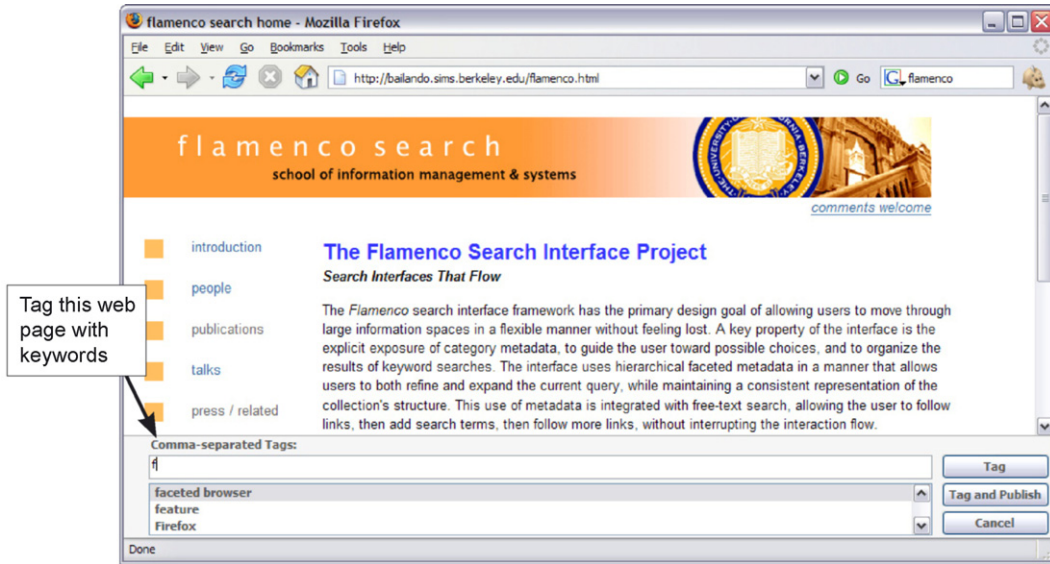 flamenco search home - Mozilla Firefox
File Edit View Go Bookmarks Tools Help
http://bailando.sims.berkeley.edu/flamenco.html Go G flamenco
flamenco search
school of information management & systems
comments welcome
introduction
people
publications
talks
press / related
The Flamenco Search Interface Project
Search Interfaces That Flow
The Flamenco search interface framework has the primary design goal of allowing users to move through
large information spaces in a flexible manner without feeling lost. A key property of the interface is the
explicit exposure of category metadata, to guide the user toward possible choices, and to organize the
results of keyword searches. The interface uses hierarchical faceted metadata in a manner that allows
users to both refine and expand the current query, while maintaining a consistent representation of the
collection's structure. This use of metadata is integrated with free-text search, allowing the user to follow
links, then add search terms, then follow more links, without interrupting the interaction flow.
Tag this web
page with
keywords
Comma-separated Tags:
f
Tag
faceted browser
feature
Firefox
Tag and Publish
Cancel
Done